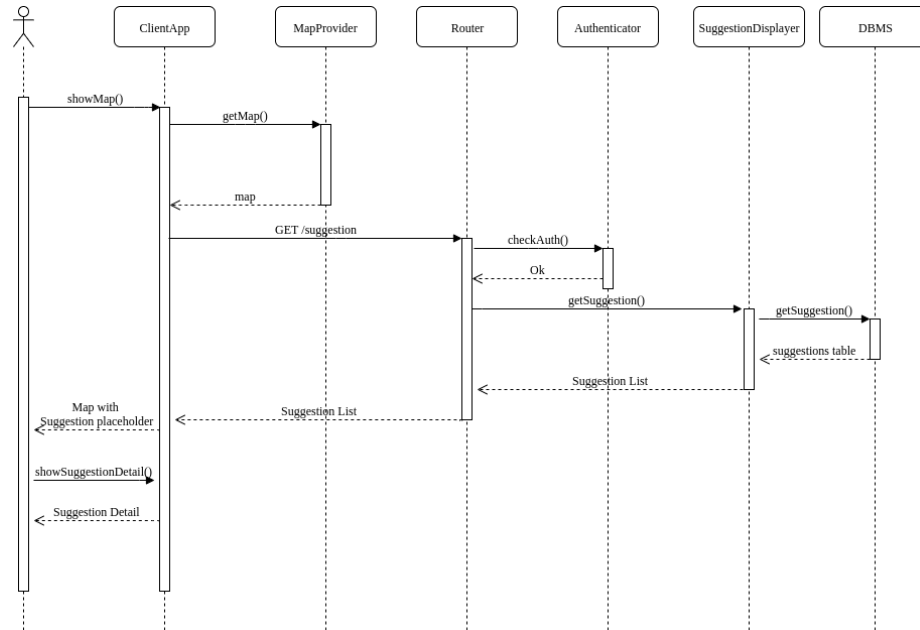 ClientApp
MapProvider
Router
Authenticator
SuggestionDisplayer
DBMS
showMap()
getMap()
map
GET /suggestion
checkAuth()
Ok
getSuggestion()
getSuggestion()
suggestions table
Suggestion List
Suggestion List
Map with
Suggestion placeholder
showSuggestionDetail()
Suggestion Detail